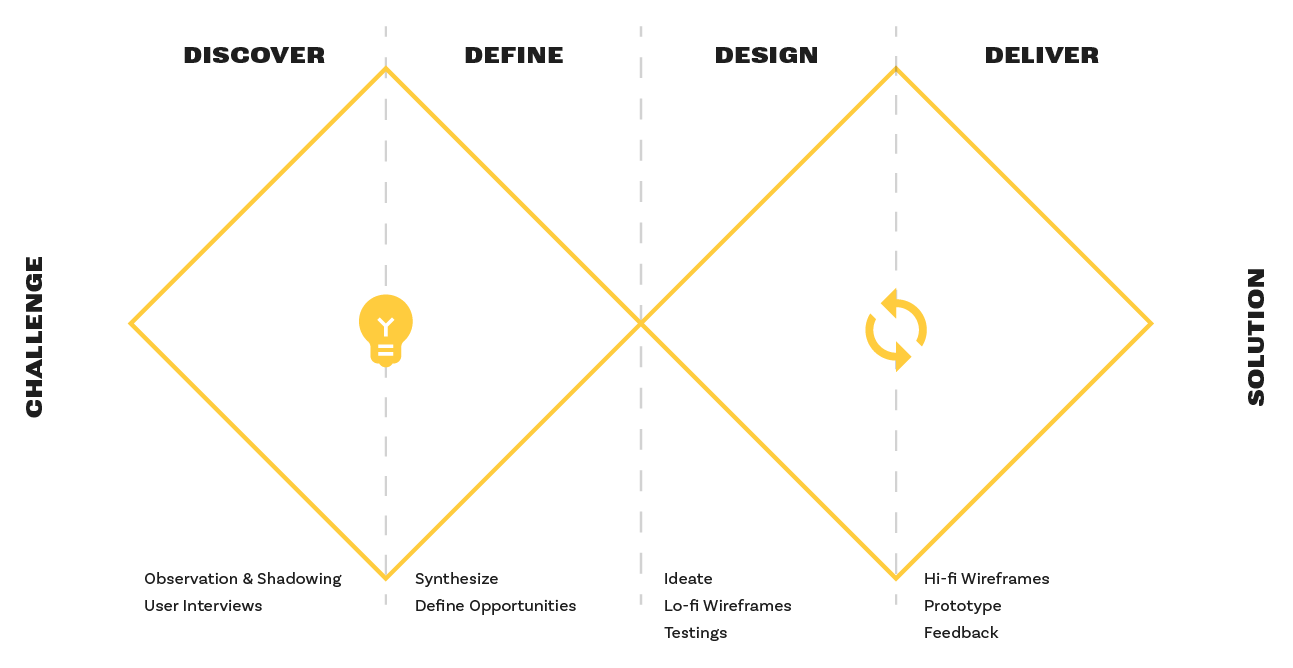 DISCOVER
DEFINE
DESIGN
DELIVER
CHALLENGE
SOLUTION
Observation & Shadowing
User Interviews
Synthesize
Define Opportunities
Ideate
Lo-fi Wireframes
Testings
Hi-fi Wireframes
Prototype
Feedback